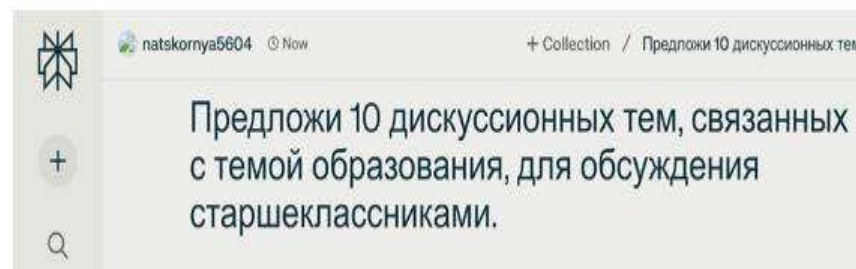 natskornya5604 Now + Collection / Предложи 10 дискуссионных тем
Предложи 10 дискуссионных тем, связанных
с темой образования, для обсуждения
старшеклассниками.